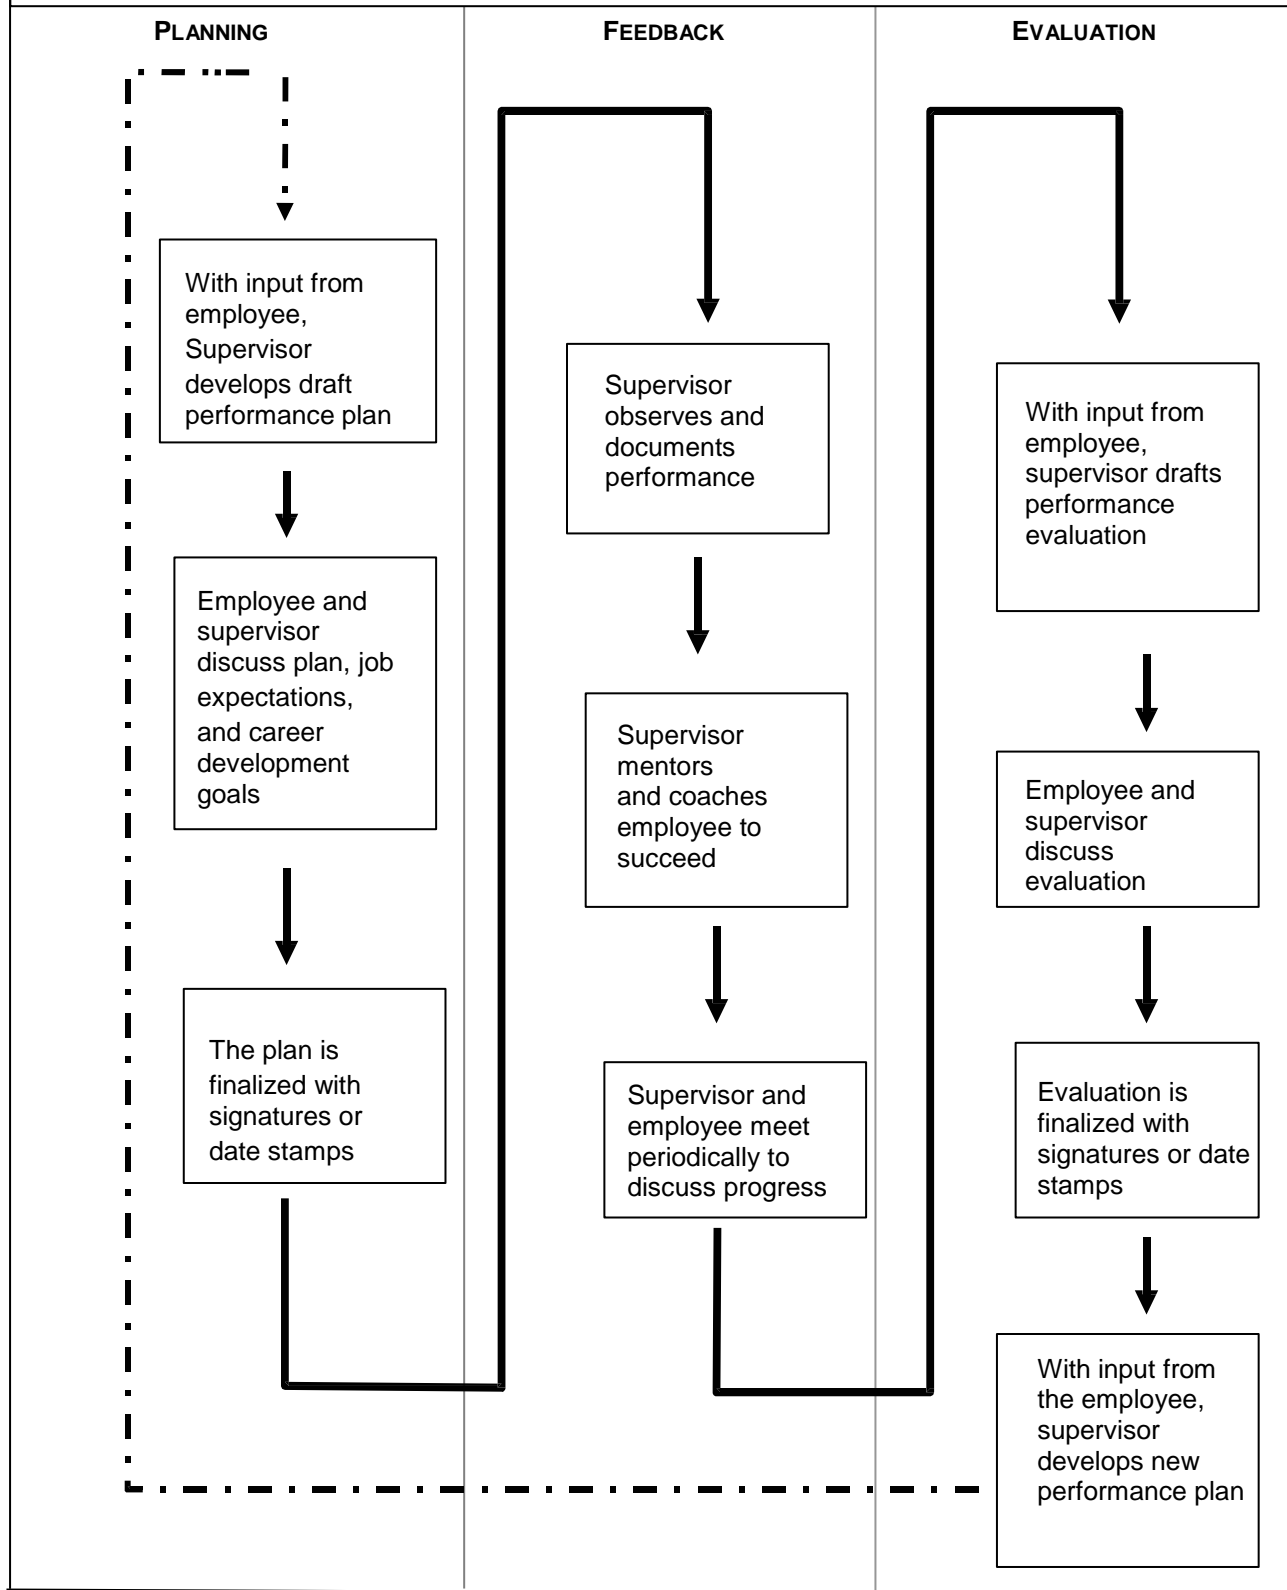 PLANNING
With input from
employee,
Supervisor
develops draft
performance plan
Employee and
supervisor
discuss plan, job
expectations,
and career
development
goals
The plan is
finalized with
signatures or
date stamps
FEEDBACK
Supervisor
observes and
documents
performance
Supervisor
mentors
and coaches
employee to
succeed
Supervisor and
employee meet
periodically to
discuss progress
EVALUATION
With input from
employee,
supervisor drafts
performance
evaluation
Employee and
supervisor
discuss
evaluation
Evaluation is
finalized with
signatures or date
stamps
With input from
the employee,
supervisor
develops new
performance plan